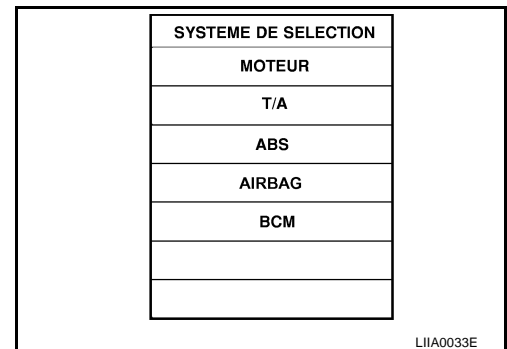 SYSTEME DE SELECTION
MOTEUR
T/A
ABS
AIRBAG
BCM
LIIA0033E